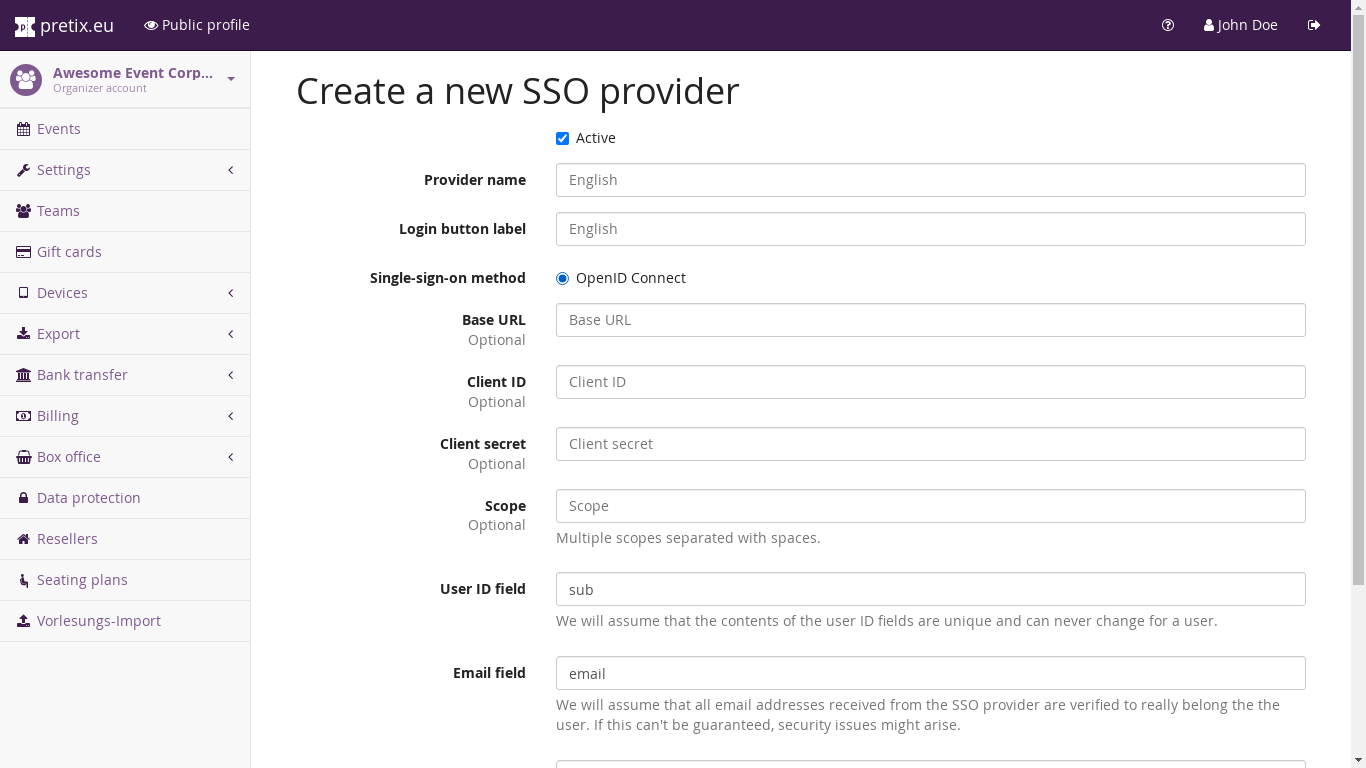 pretix.eu
Public profile
John Doe
Awesome Event Corp...
Organizer account
Events
Settings
Teams
Gift cards
Devices
Export
Bank transfer
Billing
Box office
Data protection
Resellers
Seating plans
Vorlesungs-Import
Create a new SSO provider
Active
Provider name
English
Login button label
English
Single-sign-on method
OpenID Connect
Base URL
Optional
Base URL
Client ID
Optional
Client ID
Client secret
Optional
Client secret
Scope
Optional
Scope
Multiple scopes separated with spaces.
User ID field
sub
We will assume that the contents of the user ID fields are unique and can never change for a user.
Email field
email
We will assume that all email addresses received from the SSO provider are verified to really belong the the
user. If this can't be guaranteed, security issues might arise.